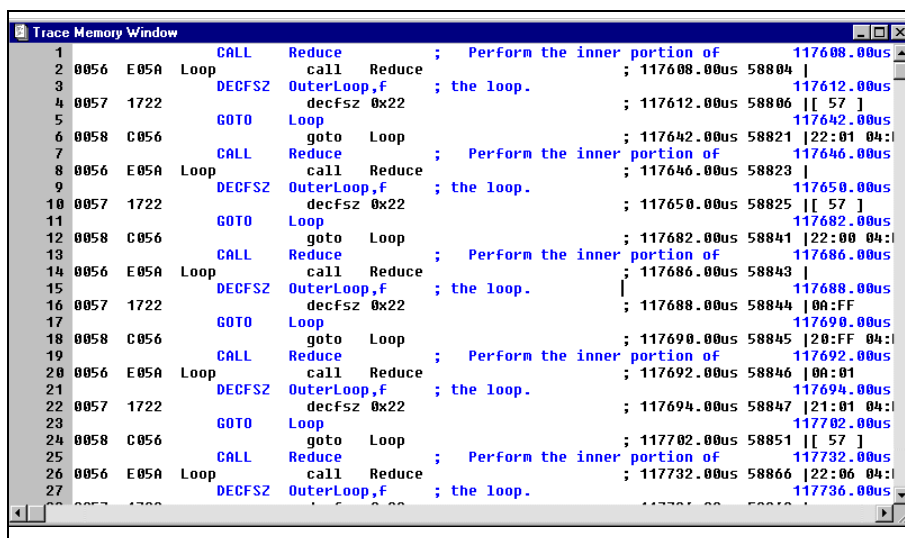 Trace Memory Window
1 CALL Reduce ; Perform the inner portion of 117608.00us
2 0056 E05A Loop call Reduce ; 117608.00us 58804 |
3 DECFSZ OuterLoop,f ; the loop. 117612.00us
4 0057 1722 decfsz 0x22 ; 117612.00us 58806 |[ 57 ]
5 GOTO Loop 117642.00us
6 0058 C056 goto Loop ; 117642.00us 58821 |22:01 04:
7 CALL Reduce ; Perform the inner portion of 117646.00us
8 0056 E05A Loop call Reduce ; 117646.00us 58823 |
9 DECFSZ OuterLoop,f ; the loop. 117650.00us
10 0057 1722 decfsz 0x22 ; 117650.00us 58825 |[ 57 ]
11 GOTO Loop 117682.00us
12 0058 C056 goto Loop ; 117682.00us 58841 |22:00 04:
13 CALL Reduce ; Perform the inner portion of 117686.00us
14 0056 E05A Loop call Reduce ; 117686.00us 58843 |
15 DECFSZ OuterLoop,f ; the loop. 117688.00us
16 0057 1722 decfsz 0x22 ; 117688.00us 58844 |0A:FF
17 GOTO Loop 117690.00us
18 0058 C056 goto Loop ; 117690.00us 58845 |20:FF 04:
19 CALL Reduce ; Perform the inner portion of 117692.00us
20 0056 E05A Loop call Reduce ; 117692.00us 58846 |0A:01
21 DECFSZ OuterLoop,f ; the loop. 117694.00us
22 0057 1722 decfsz 0x22 ; 117694.00us 58847 |21:01 04:
23 GOTO Loop 117702.00us
24 0058 C056 goto Loop ; 117702.00us 58851 |[ 57 ]
25 CALL Reduce ; Perform the inner portion of 117732.00us
26 0056 E05A Loop call Reduce ; 117732.00us 58866 |22:06 04:
27 DECFSZ OuterLoop,f ; the loop. 117736.00us